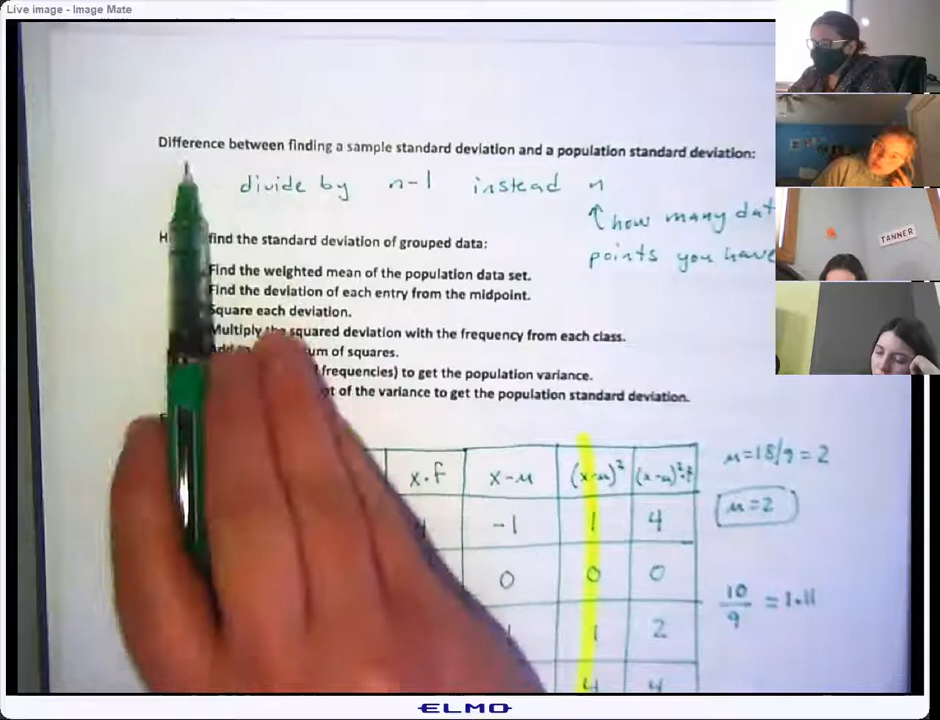 Live image - Image Mate
Difference between finding a sample standard deviation and a population standard deviation:
divide by n-1 instead n
↑ how many dat
points you have
H find the standard deviation of grouped data:
Find the weighted mean of the population data set.
Find the deviation of each entry from the midpoint.
Square each deviation.
Multiply the squared deviation with the frequency from each class.
um of squares.
frequencies) to get the population variance.
of the variance to get the population standard deviation.
x·f x-μ (x-μ)² (x-μ)²·f
-1 1 4
0 0 0
1 2
4 4
μ=18/9=2
μ=2
10/9 = 1.11
TANNER
ELMO